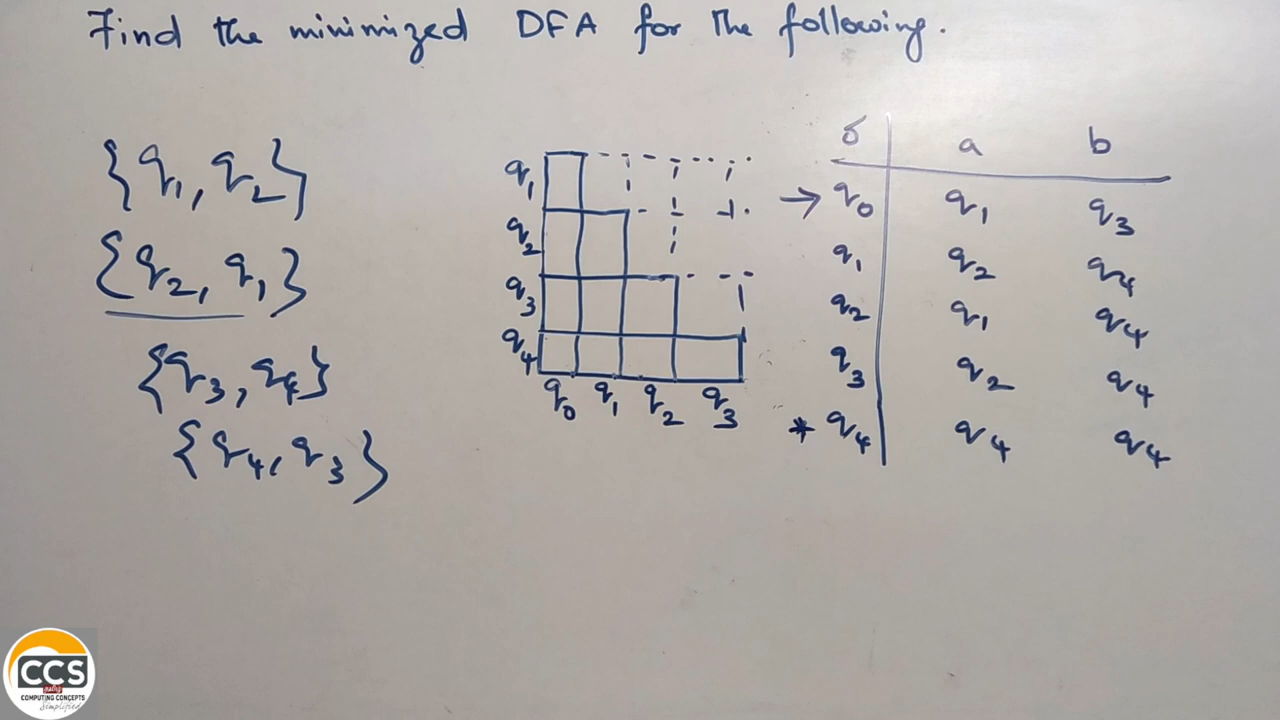 Find the minimized DFA for the following.
{q₁, q₂}
{q₂, q₁}
{q₃, q₄}
{q₄, q₃}
q₁
q₂
q₃
q₄
q₀ q₁ q₂ q₃
δ a b
→ q₀ q₁ q₃
q₁ q₂ q₄
q₂ q₁ q₄
q₃ q₂ q₄
* q₄ q₄ q₄
CCS
COMPUTING CONCEPTS
Simplified